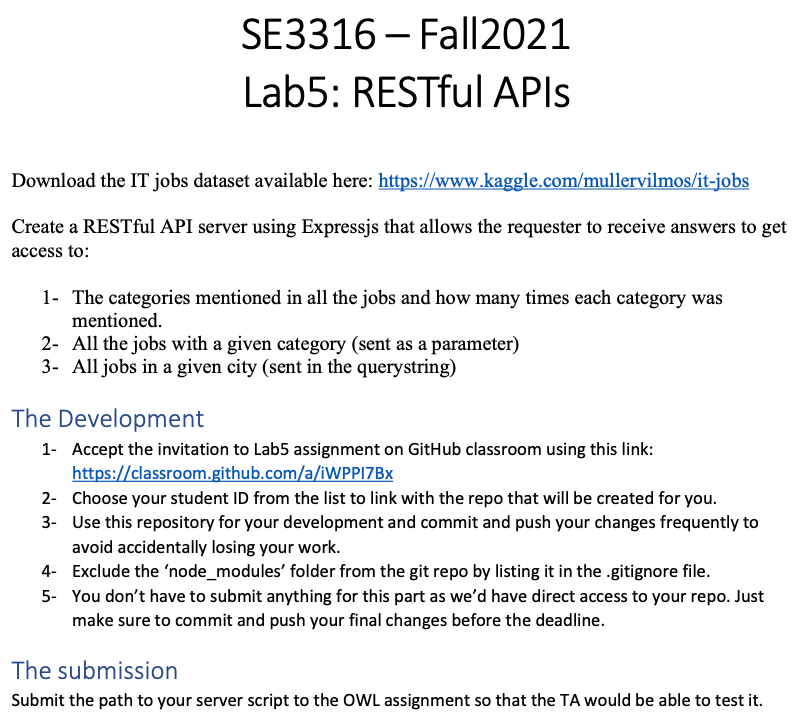 SE3316 – Fall2021
Lab5: RESTful APIs
Download the IT jobs dataset available here: https://www.kaggle.com/mullervilmos/it-jobs
Create a RESTful API server using Expressjs that allows the requester to receive answers to get
access to:
1- The categories mentioned in all the jobs and how many times each category was
mentioned.
2- All the jobs with a given category (sent as a parameter)
3- All jobs in a given city (sent in the querystring)
The Development
1- Accept the invitation to Lab5 assignment on GitHub classroom using this link:
https://classroom.github.com/a/iWPPI7Bx
2- Choose your student ID from the list to link with the repo that will be created for you.
3- Use this repository for your development and commit and push your changes frequently to
avoid accidentally losing your work.
4- Exclude the ‘node_modules’ folder from the git repo by listing it in the .gitignore file.
5- You don’t have to submit anything for this part as we’d have direct access to your repo. Just
make sure to commit and push your final changes before the deadline.
The submission
Submit the path to your server script to the OWL assignment so that the TA would be able to test it.